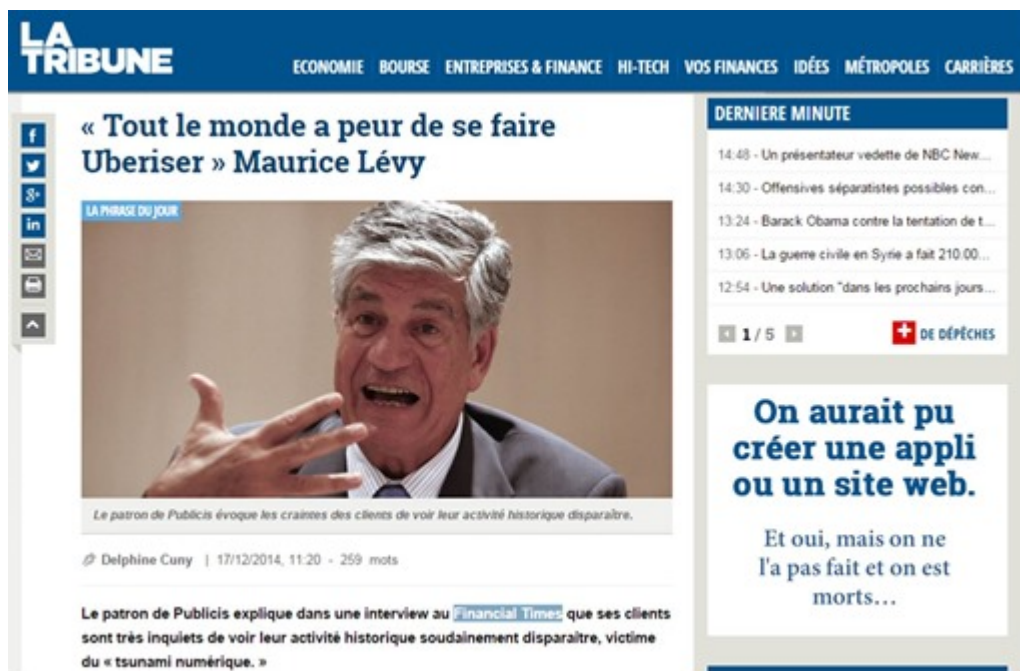 LA
TRIBUNE
ECONOMIE BOURSE ENTREPRISES & FINANCE HI-TECH VOS FINANCES IDÉES MÉTROPOLES CARRIÈRES
« Tout le monde a peur de se faire
Uberiser » Maurice Lévy
LA PHRASE DU JOUR
Le patron de Publicis évoque les craintes des clients de voir leur activité historique disparaître.
Delphine Cuny | 17/12/2014, 11:20 - 259 mots
Le patron de Publicis explique dans une interview au Financial Times que ses clients
sont très inquiets de voir leur activité historique soudainement disparaître, victime
du « tsunami numérique. »
DERNIERE MINUTE
14:48 - Un présentateur vedette de NBC New...
14:30 - Offensives séparatistes possibles con...
13:24 - Barack Obama contre la tentation de t...
13:06 - La guerre civile en Syrie a fait 210.00...
12:54 - Une solution "dans les prochains jours...
1 / 5
+ DE DÉPÊCHES
On aurait pu
créer une appli
ou un site web.
Et oui, mais on ne
l'a pas fait et on est
morts...